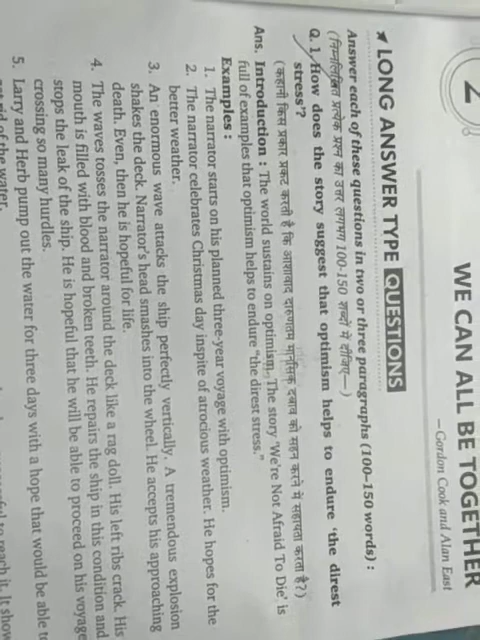 2
WE CAN ALL BE TOGETHER
—Gordon Cook and Alan East
LONG ANSWER TYPE QUESTIONS
Answer each of these questions in two or three paragraphs (100–150 words) :
(निम्नलिखित प्रत्येक प्रश्न का उत्तर लगभग 100-150 शब्दों में दीजिए—)
Q. 1. How does the story suggest that optimism helps to endure 'the direst
stress'?
(कहानी किस प्रकार प्रकट करती है कि आशावाद दारुणतम मानसिक दबाव को सहन करने में सहायता करता है?)
Ans. Introduction : The world sustains on optimism. The story 'We're Not Afraid To Die' is
full of examples that optimism helps to endure "the direst stress."
Examples :
1. The narrator starts on his planned three-year voyage with optimism.
2. The narrator celebrates Christmas day inspite of atrocious weather. He hopes for the
better weather.
3. An enormous wave attacks the ship perfectly vertically. A tremendous explosion
shakes the deck. Narrator's head smashes into the wheel. He accepts his approaching
death. Even, then he is hopeful for life.
4. The waves tosses the narrator around the deck like a rag doll. His left ribs crack. His
mouth is filled with blood and broken teeth. He repairs the ship in this condition and
stops the leak of the ship. He is hopeful that he will be able to proceed on his voyage
crossing so many hurdles.
5. Larry and Herb pump out the water for three days with a hope that would be able
rid of the water.
to reach it. It show